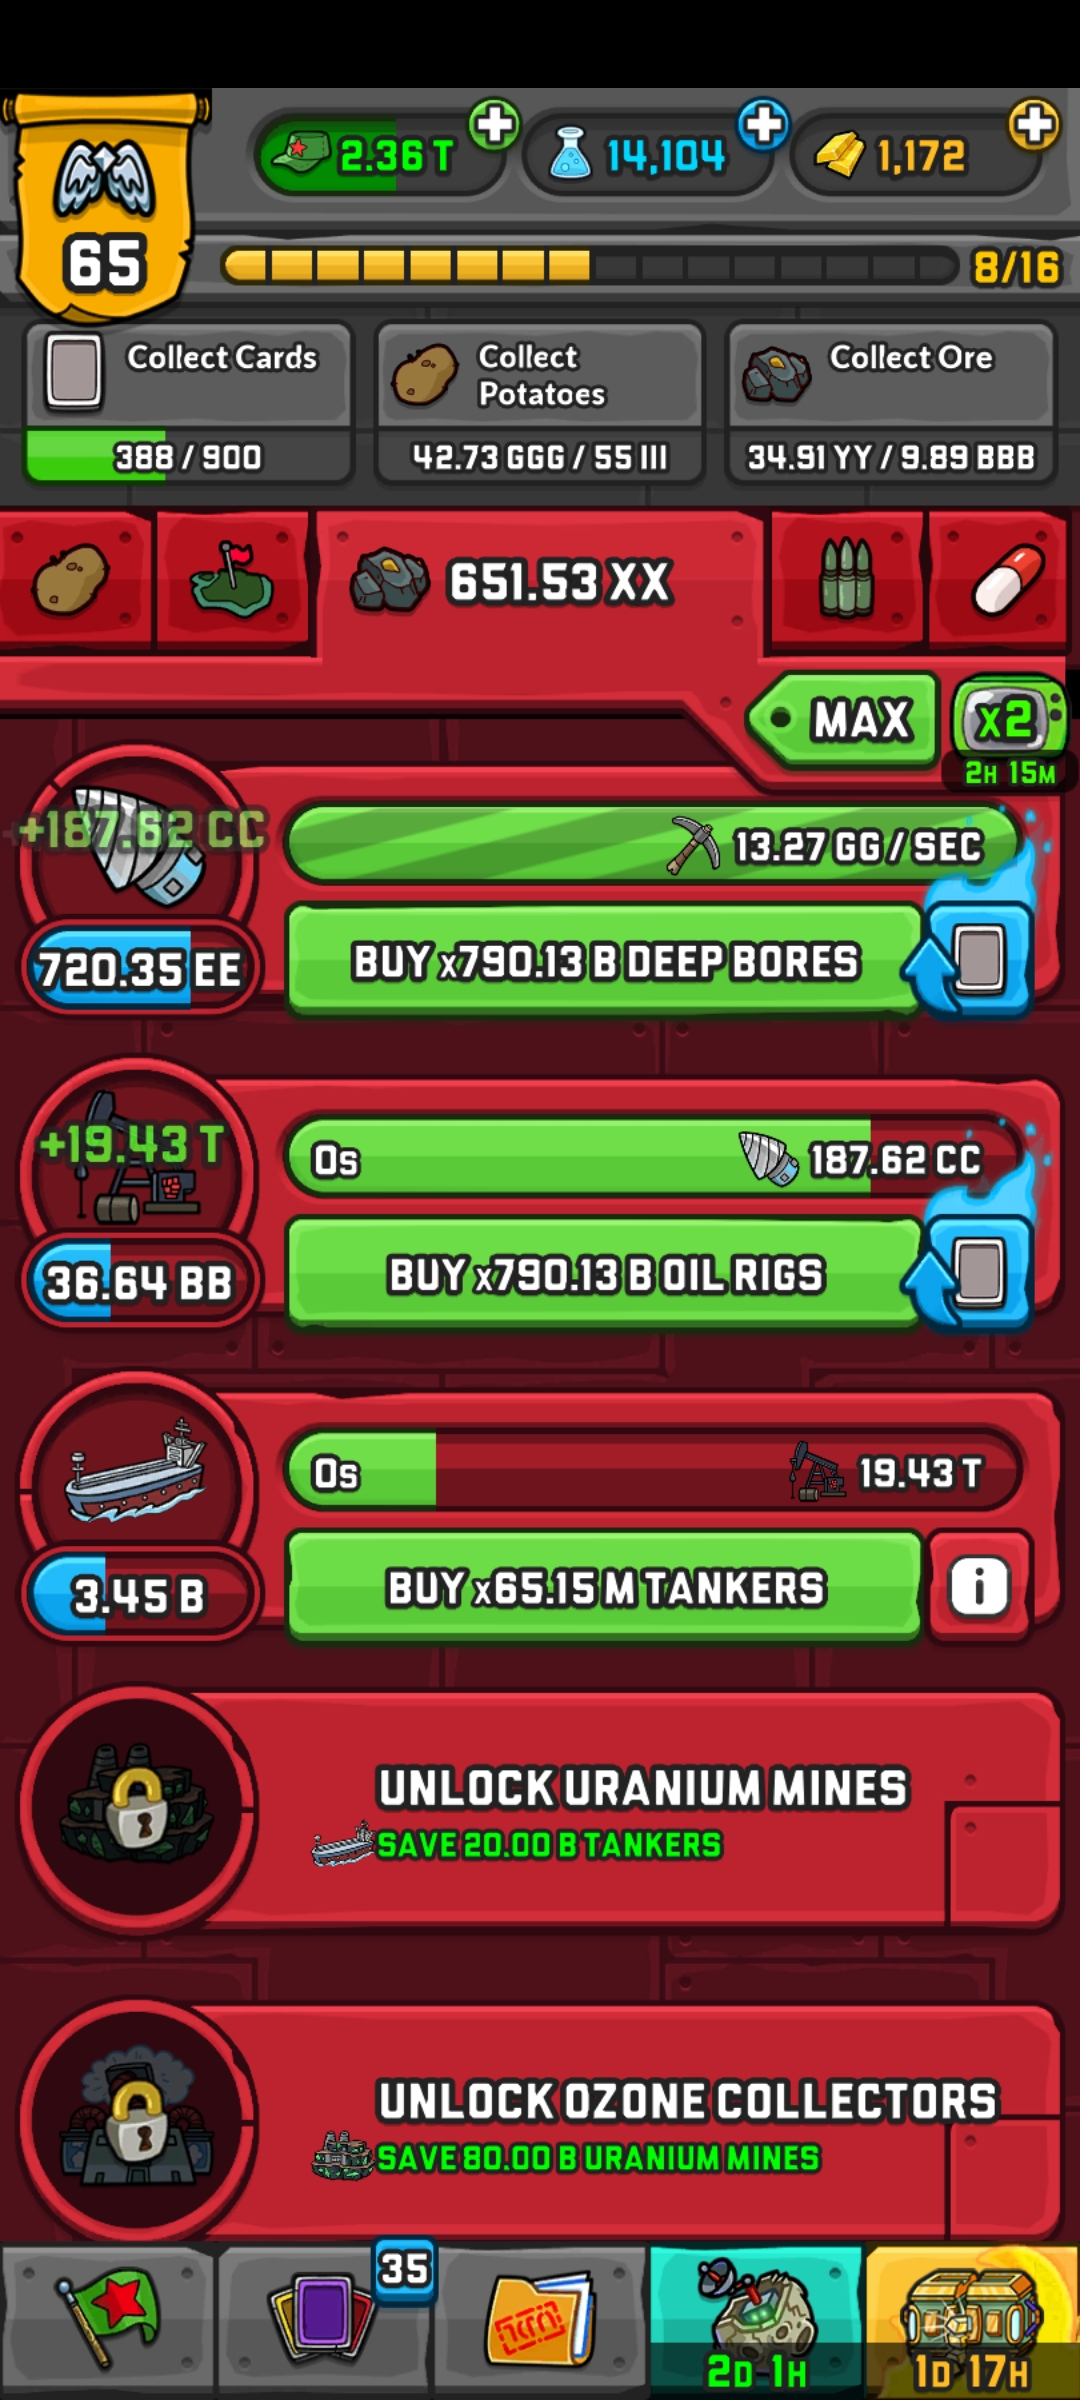 2.36 T
14,104
1,172
65
8/16
Collect Cards
388 / 900
Collect
Potatoes
42.73 GGG / 55 III
Collect Ore
34.91 YY / 9.89 BBB
651.53 XX
MAX
x2
2H 15M
+187.62 CC
13.27 GG / SEC
720.35 EE
BUY x790.13 B DEEP BORES
+19.43 T
0s
187.62 CC
36.64 BB
BUY x790.13 B OIL RIGS
0s
19.43 T
3.45 B
BUY x65.15 M TANKERS
i
UNLOCK URANIUM MINES
SAVE 20.00 B TANKERS
UNLOCK OZONE COLLECTORS
SAVE 80.00 B URANIUM MINES
35
2D 1H
1D 17H